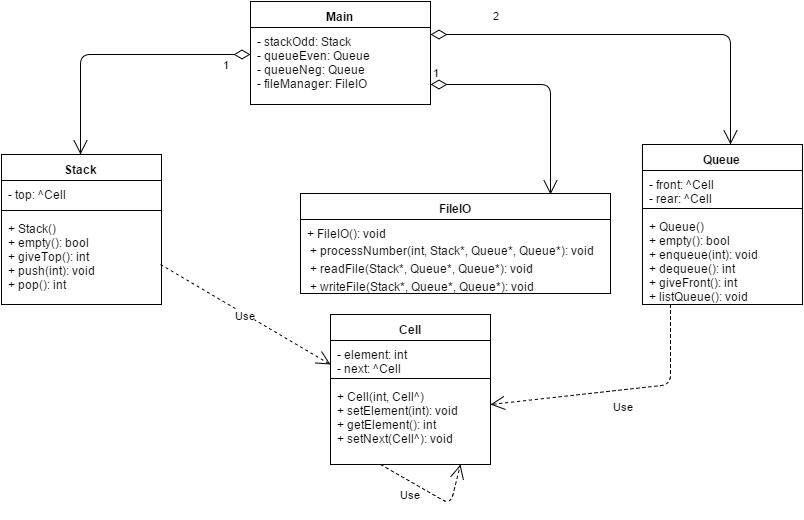 Main
- stackOdd: Stack
- queueEven: Queue
- queueNeg: Queue
- fileManager: FileIO
2
1
1
Stack
- top: ^Cell
+ Stack()
+ empty(): bool
+ giveTop(): int
+ push(int): void
+ pop(): int
FileIO
+ FileIO(): void
+ processNumber(int, Stack*, Queue*, Queue*): void
+ readFile(Stack*, Queue*, Queue*): void
+ writeFile(Stack*, Queue*, Queue*): void
Queue
- front: ^Cell
- rear: ^Cell
+ Queue()
+ empty(): bool
+ enqueue(int): void
+ dequeue(): int
+ giveFront(): int
+ listQueue(): void
Use
Cell
- element: int
- next: ^Cell
+ Cell(int, Cell^)
+ setElement(int): void
+ getElement(): int
+ setNext(Cell^): void
Use
Use